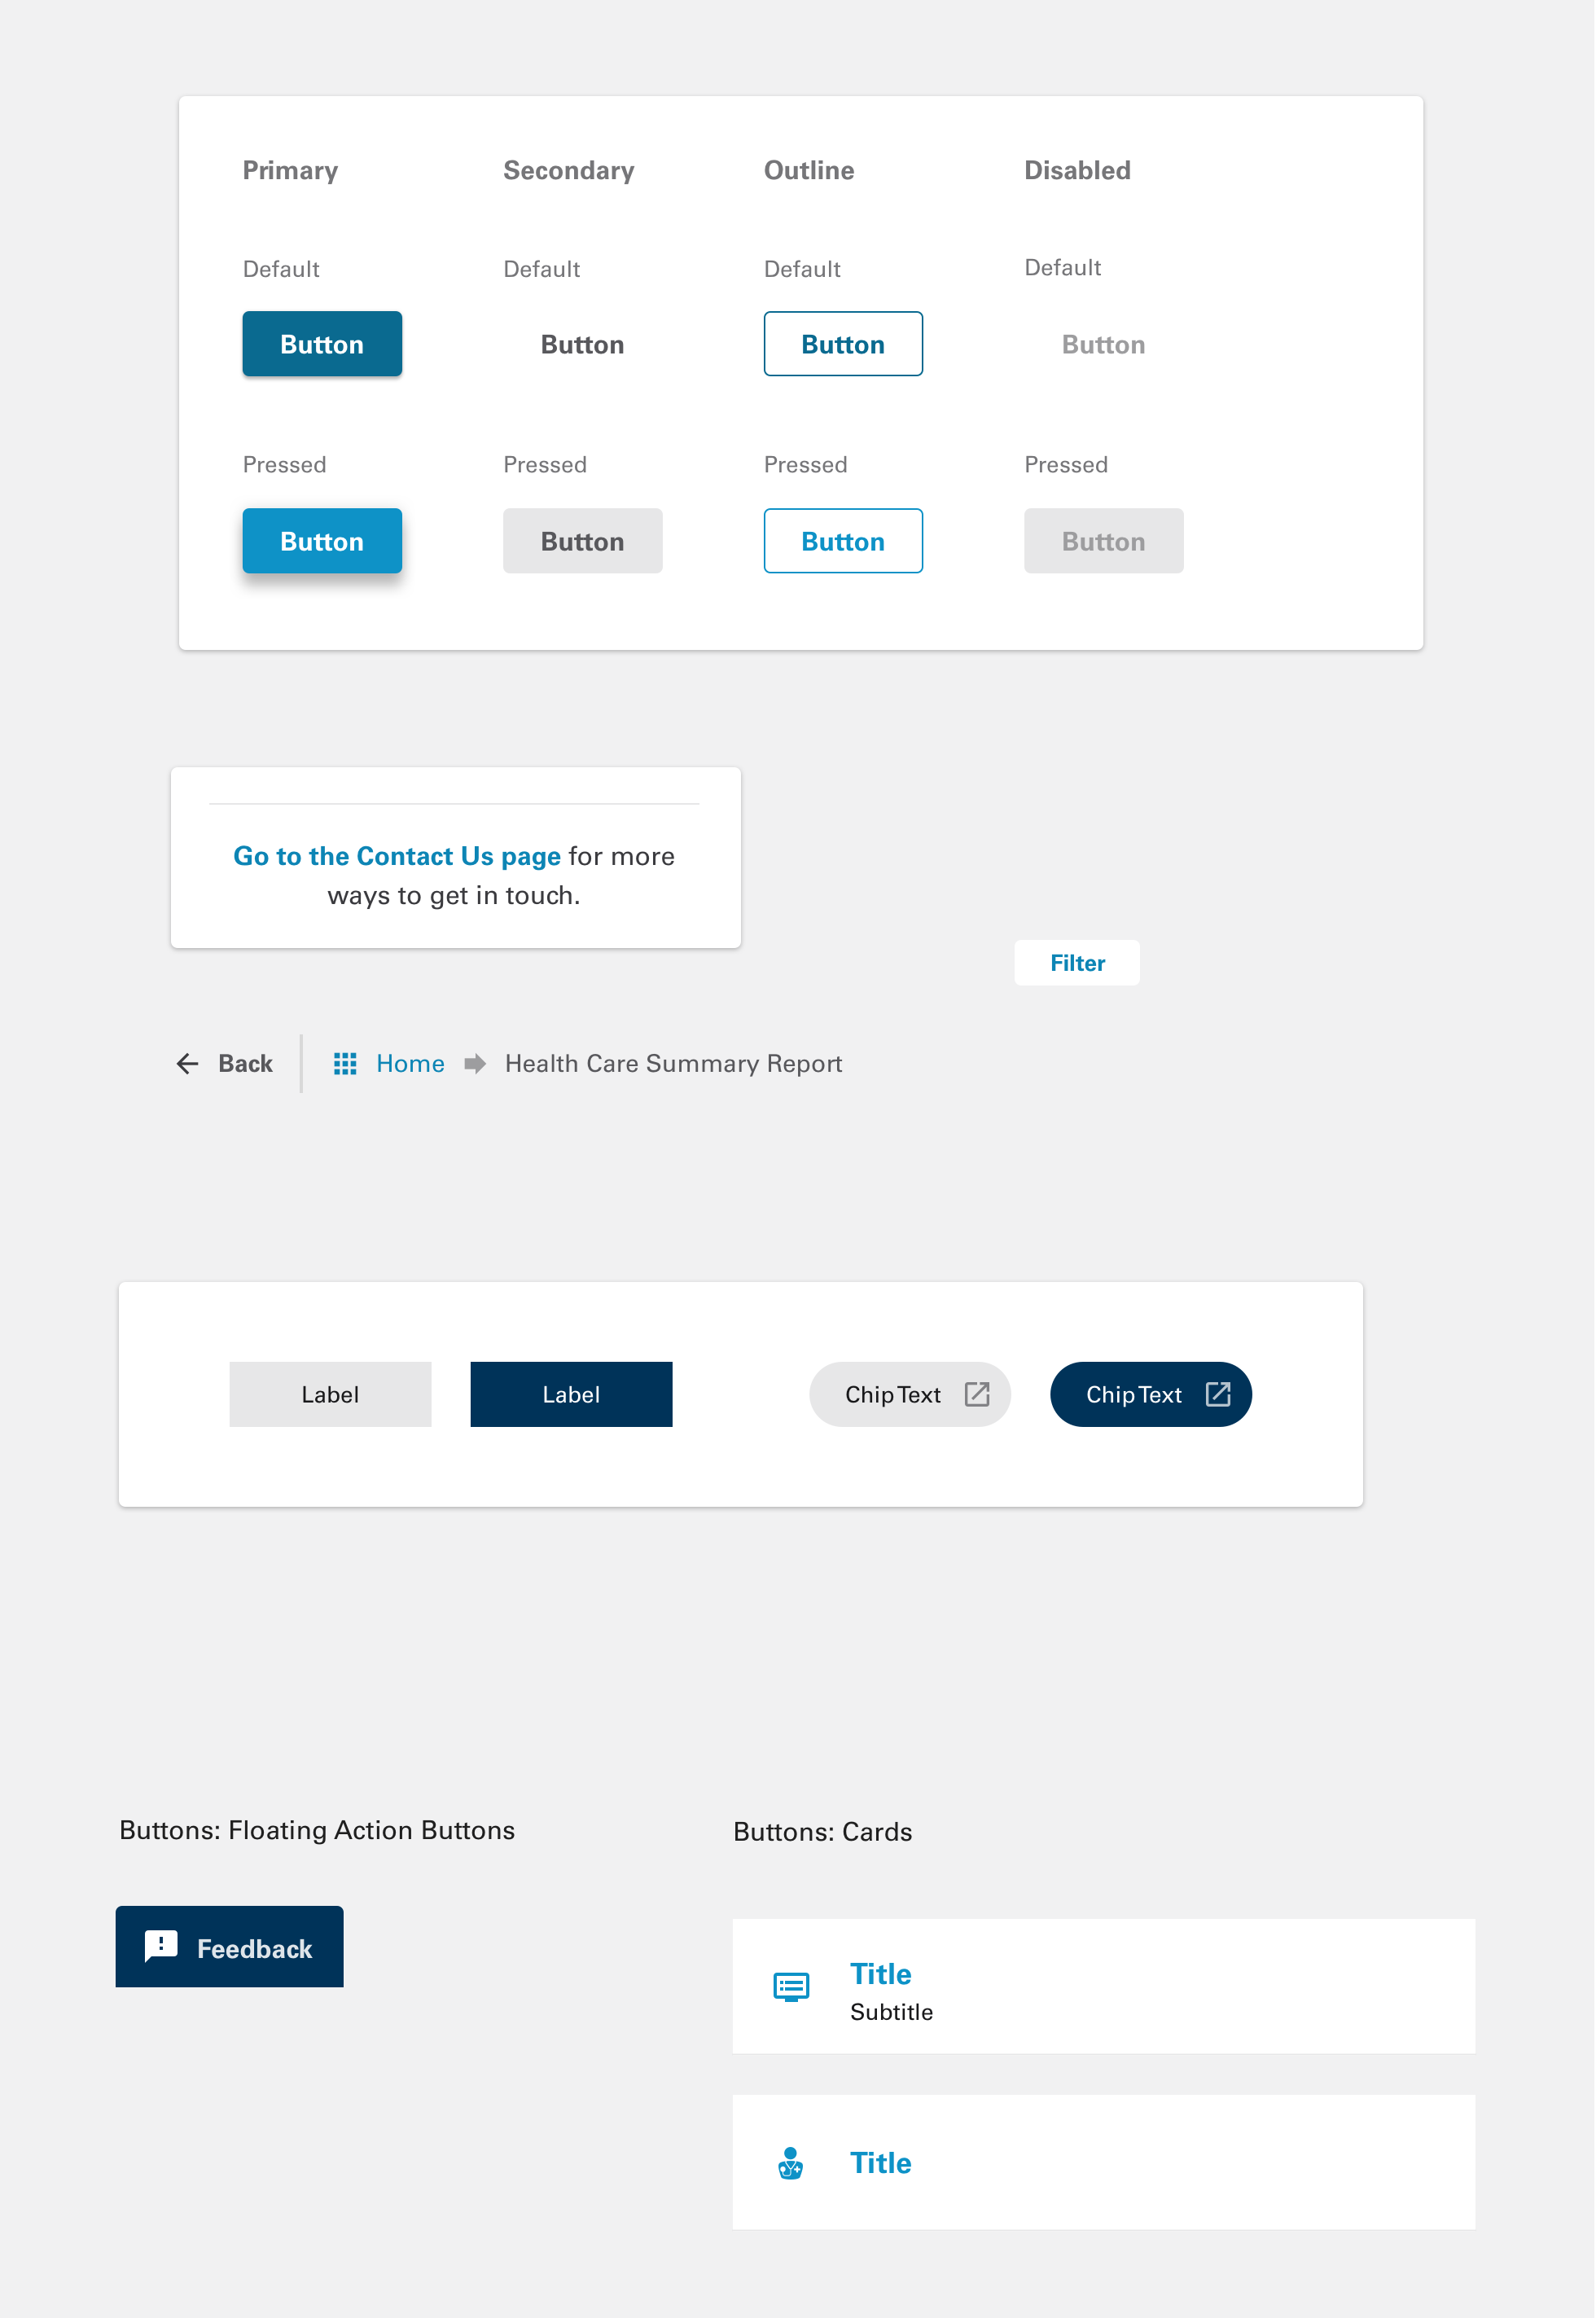 Primary Secondary Outline Disabled
Default Default Default Default
Button Button Button Button
Pressed Pressed Pressed Pressed
Button Button Button Button
Go to the Contact Us page for more
ways to get in touch.
Filter
Back Home Health Care Summary Report
Label Label Chip Text Chip Text
Buttons: Floating Action Buttons
Buttons: Cards
Feedback
Title
Subtitle
Title